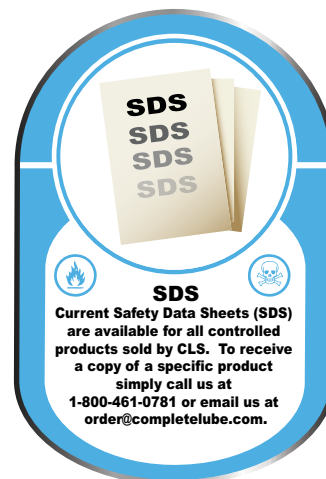 SDS
SDS
SDS
SDS
SDS
Current Safety Data Sheets (SDS)
are available for all controlled
products sold by CLS.  To receive
a copy of a specific product
simply call us at
1-800-461-0781 or email us at
order@completelube.com.